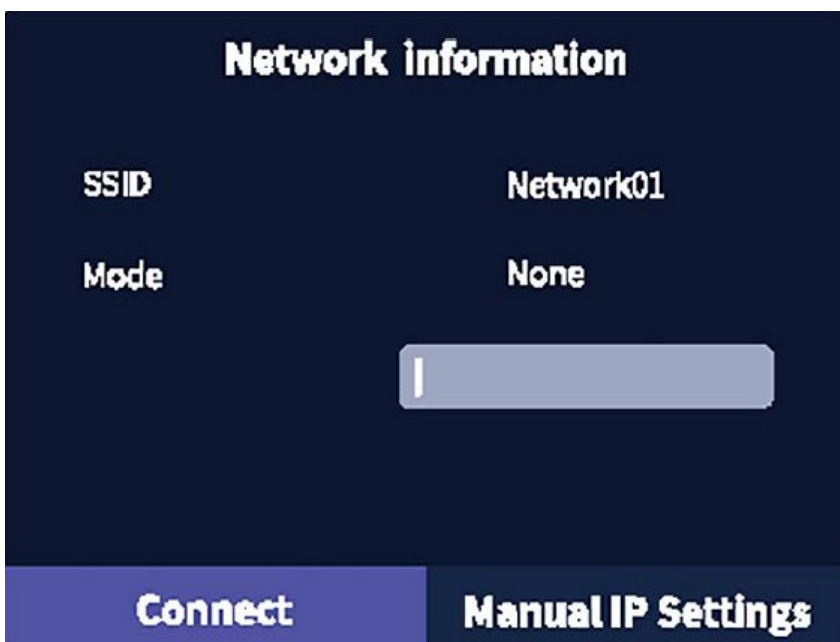 Network information
SSID Network01
Mode None
Connect Manual IP Settings